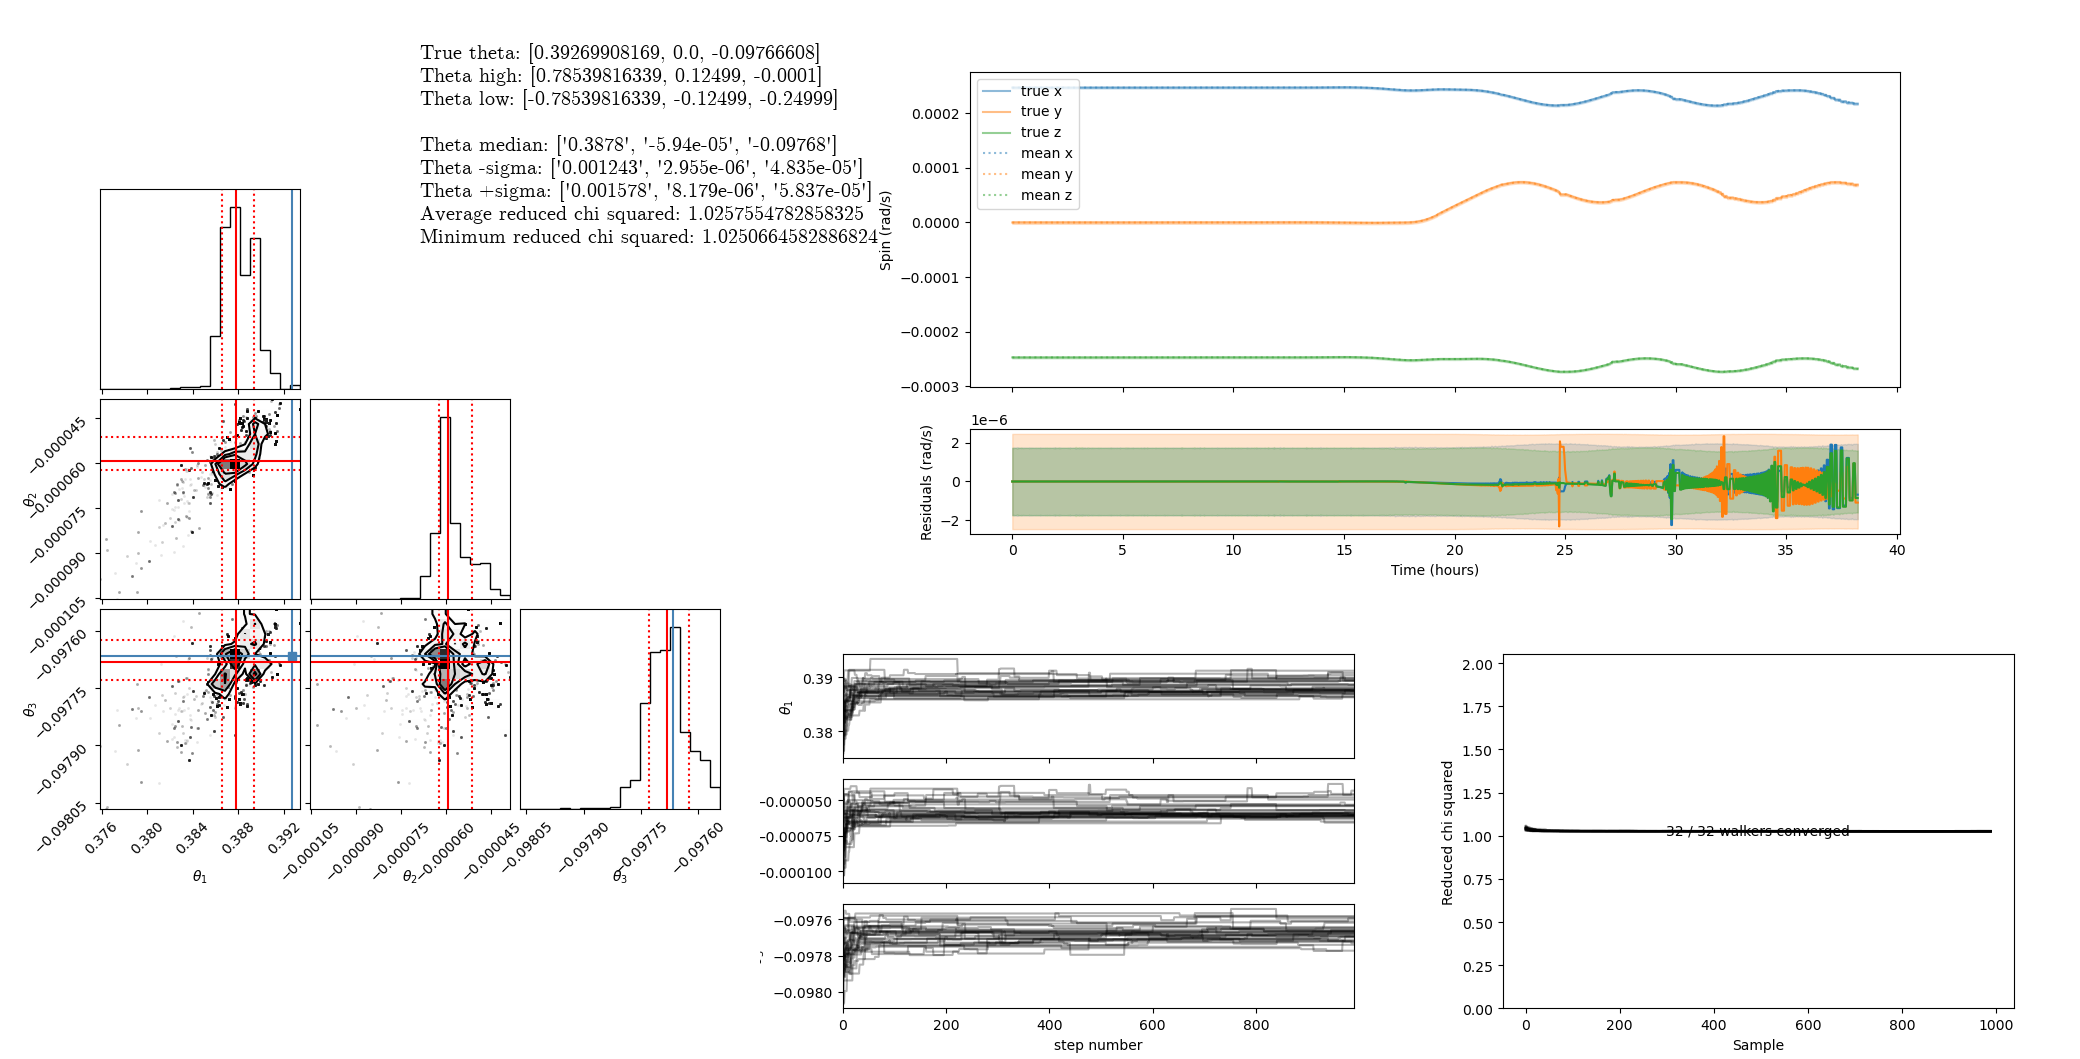 True theta: [0.39269908169, 0.0, -0.09766608]
Theta high: [0.78539816339, 0.12499, -0.0001]
Theta low: [-0.78539816339, -0.12499, -0.24999]
Theta median: ['0.3878', '-5.94e-05', '-0.09768']
Theta -sigma: ['0.001243', '2.955e-06', '4.835e-05']
Theta +sigma: ['0.001578', '8.179e-06', '5.837e-05']
Average reduced chi squared: 1.0257554782858325
Minimum reduced chi squared: 1.0250664582886824
true x
true y
true z
mean x
mean y
mean z
Spin (rad/s)
0.0002
0.0001
0.0000
−0.0001
−0.0002
−0.0003
1e−6
Residuals (rad/s)
2
0
−2
0 5 10 15 20 25 30 35 40
Time (hours)
θ2
−0.000045
−0.000060
−0.000075
−0.000090
−0.000105
θ3
−0.09760
−0.09775
−0.09790
−0.09805
0.376 0.380 0.384 0.388 0.392
θ1
−0.000105 −0.000090 −0.000075 −0.000060 −0.000045
θ2
−0.09805 −0.09790 −0.09775 −0.09760
θ3
θ1
0.39
0.38
−0.000050
−0.000075
−0.000100
−0.0976
−0.0978
−0.0980
0 200 400 600 800
step number
Reduced chi squared
2.00
1.75
1.50
1.25
1.00
0.75
0.50
0.25
0.00
32 / 32 walkers converged
0 200 400 600 800 1000
Sample